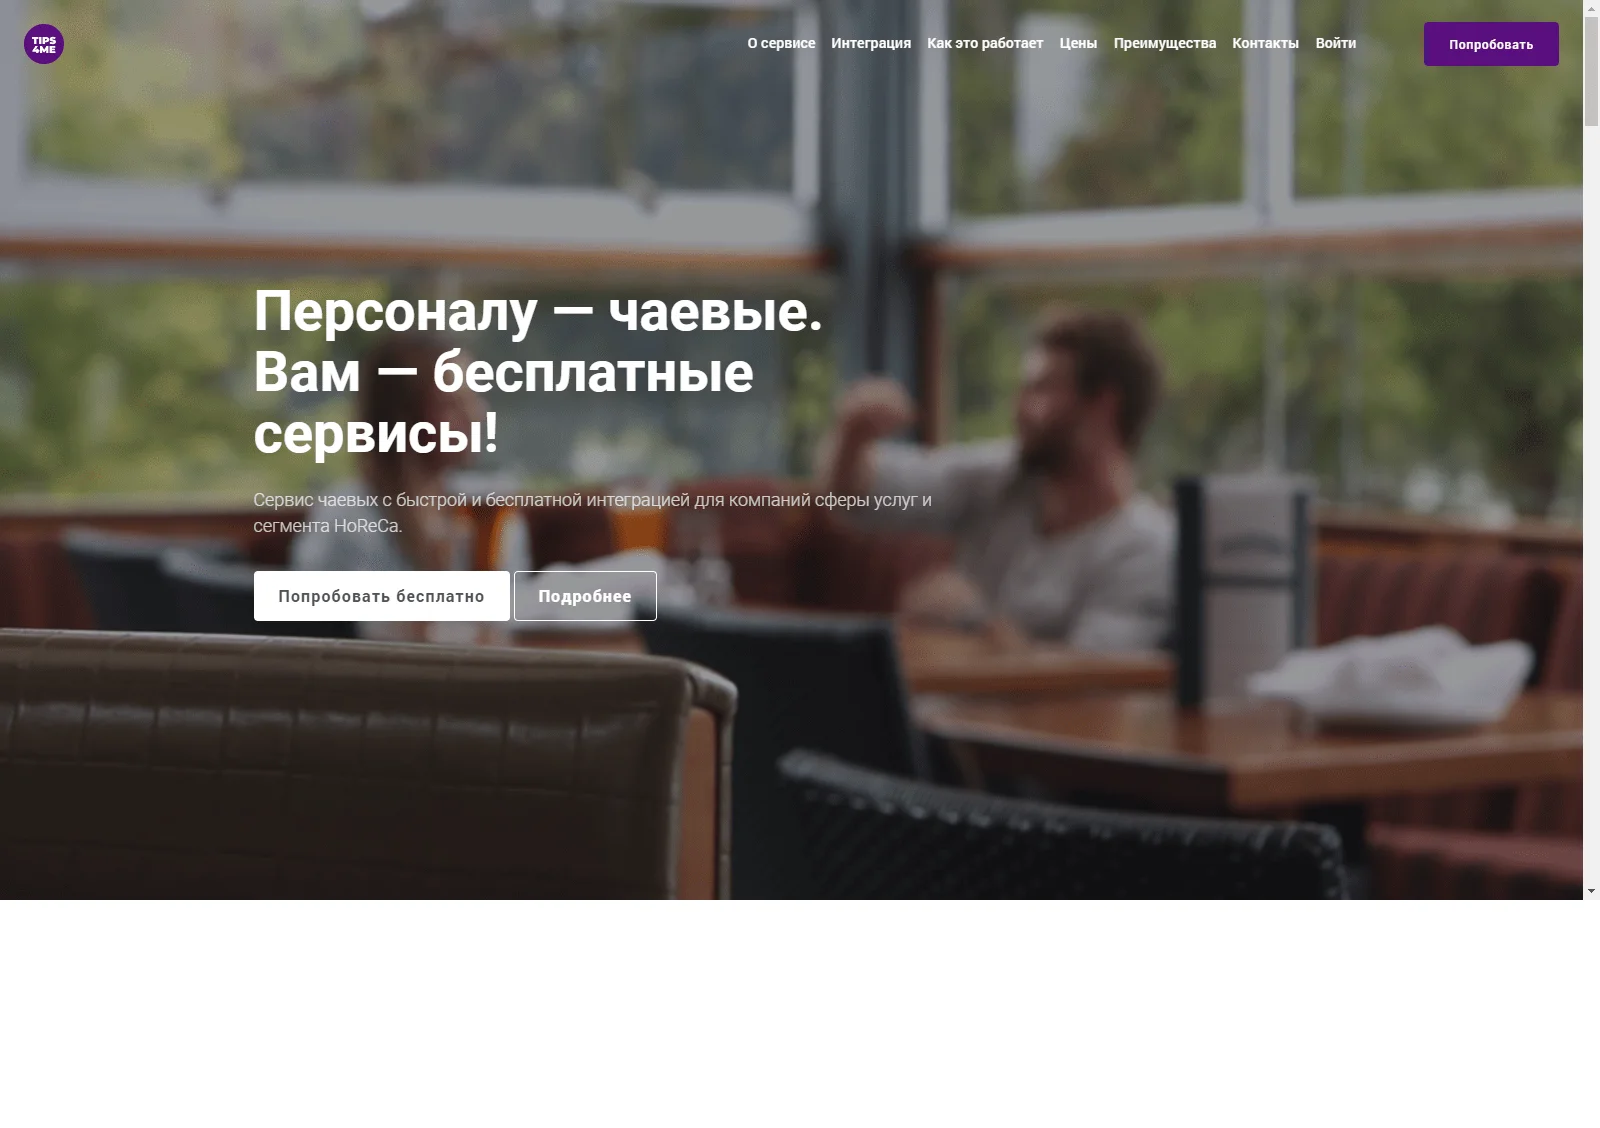 TIPS
4ME
О сервисе Интеграция Как это работает Цены Преимущества Контакты Войти Попробовать
Персоналу — чаевые.
Вам — бесплатные
сервисы!
Сервис чаевых с быстрой и бесплатной интеграцией для компаний сферы услуг и
сегмента HoReCa.
Попробовать бесплатно Подробнее